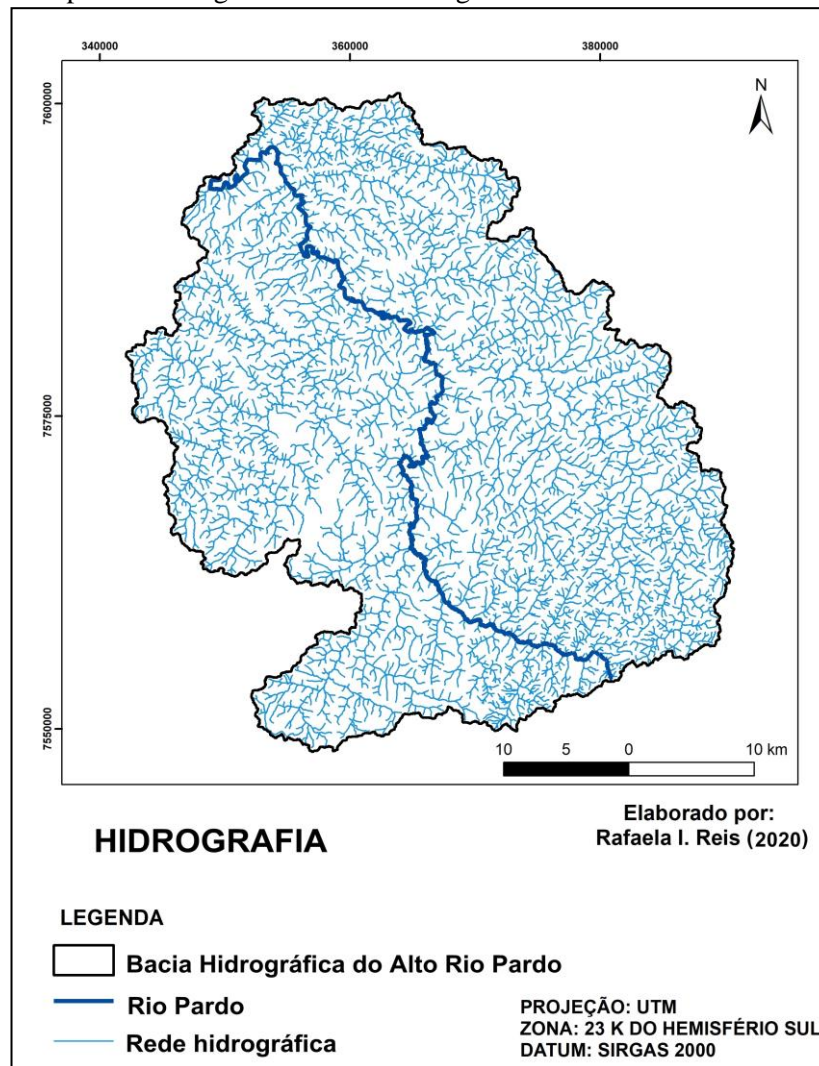 340000 360000 380000
7600000
N
7575000
7550000
10 5 0 10 km
HIDROGRAFIA
Elaborado por:
Rafaela I. Reis (2020)
LEGENDA
Bacia Hidrográfica do Alto Rio Pardo
Rio Pardo
Rede hidrográfica
PROJEÇÃO: UTM
ZONA: 23 K DO HEMISFÉRIO SUL
DATUM: SIRGAS 2000